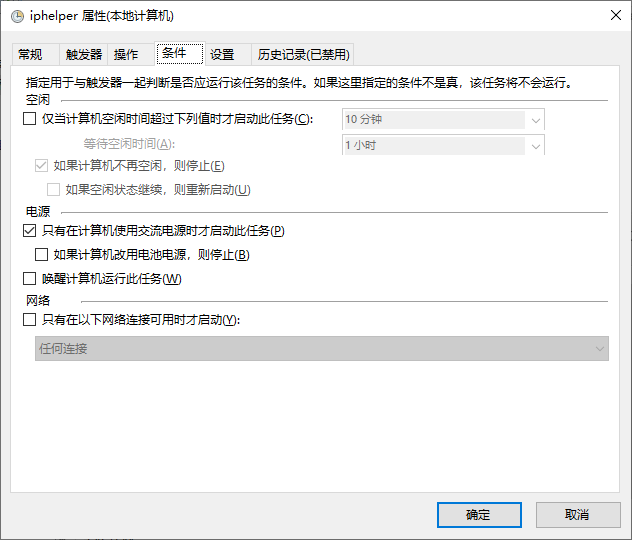 iphelper 属性(本地计算机)
常规 触发器 操作 条件 设置 历史记录(已禁用)
指定用于与触发器一起判断是否应运行该任务的条件。如果这里指定的条件不是真，该任务将不会运行。
空闲
仅当计算机空闲时间超过下列值时才启动此任务(C): 10 分钟
等待空闲时间(A): 1 小时
如果计算机不再空闲，则停止(E)
如果空闲状态继续，则重新启动(U)
电源
只有在计算机使用交流电源时才启动此任务(P)
如果计算机改用电池电源，则停止(B)
唤醒计算机运行此任务(W)
网络
只有在以下网络连接可用时才启动(Y):
任何连接
确定 取消